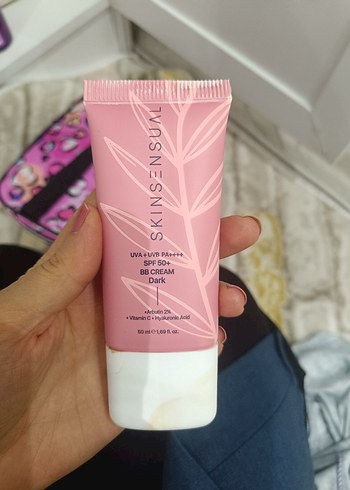 SKINSENSUAL
UVA + UVB PA++++
SPF 50+
BB CREAM
Dark
•Arbutin 2%
• Vitamin C • Hyaluronic Acid
50 ml ℮ 1.69 fl. oz.